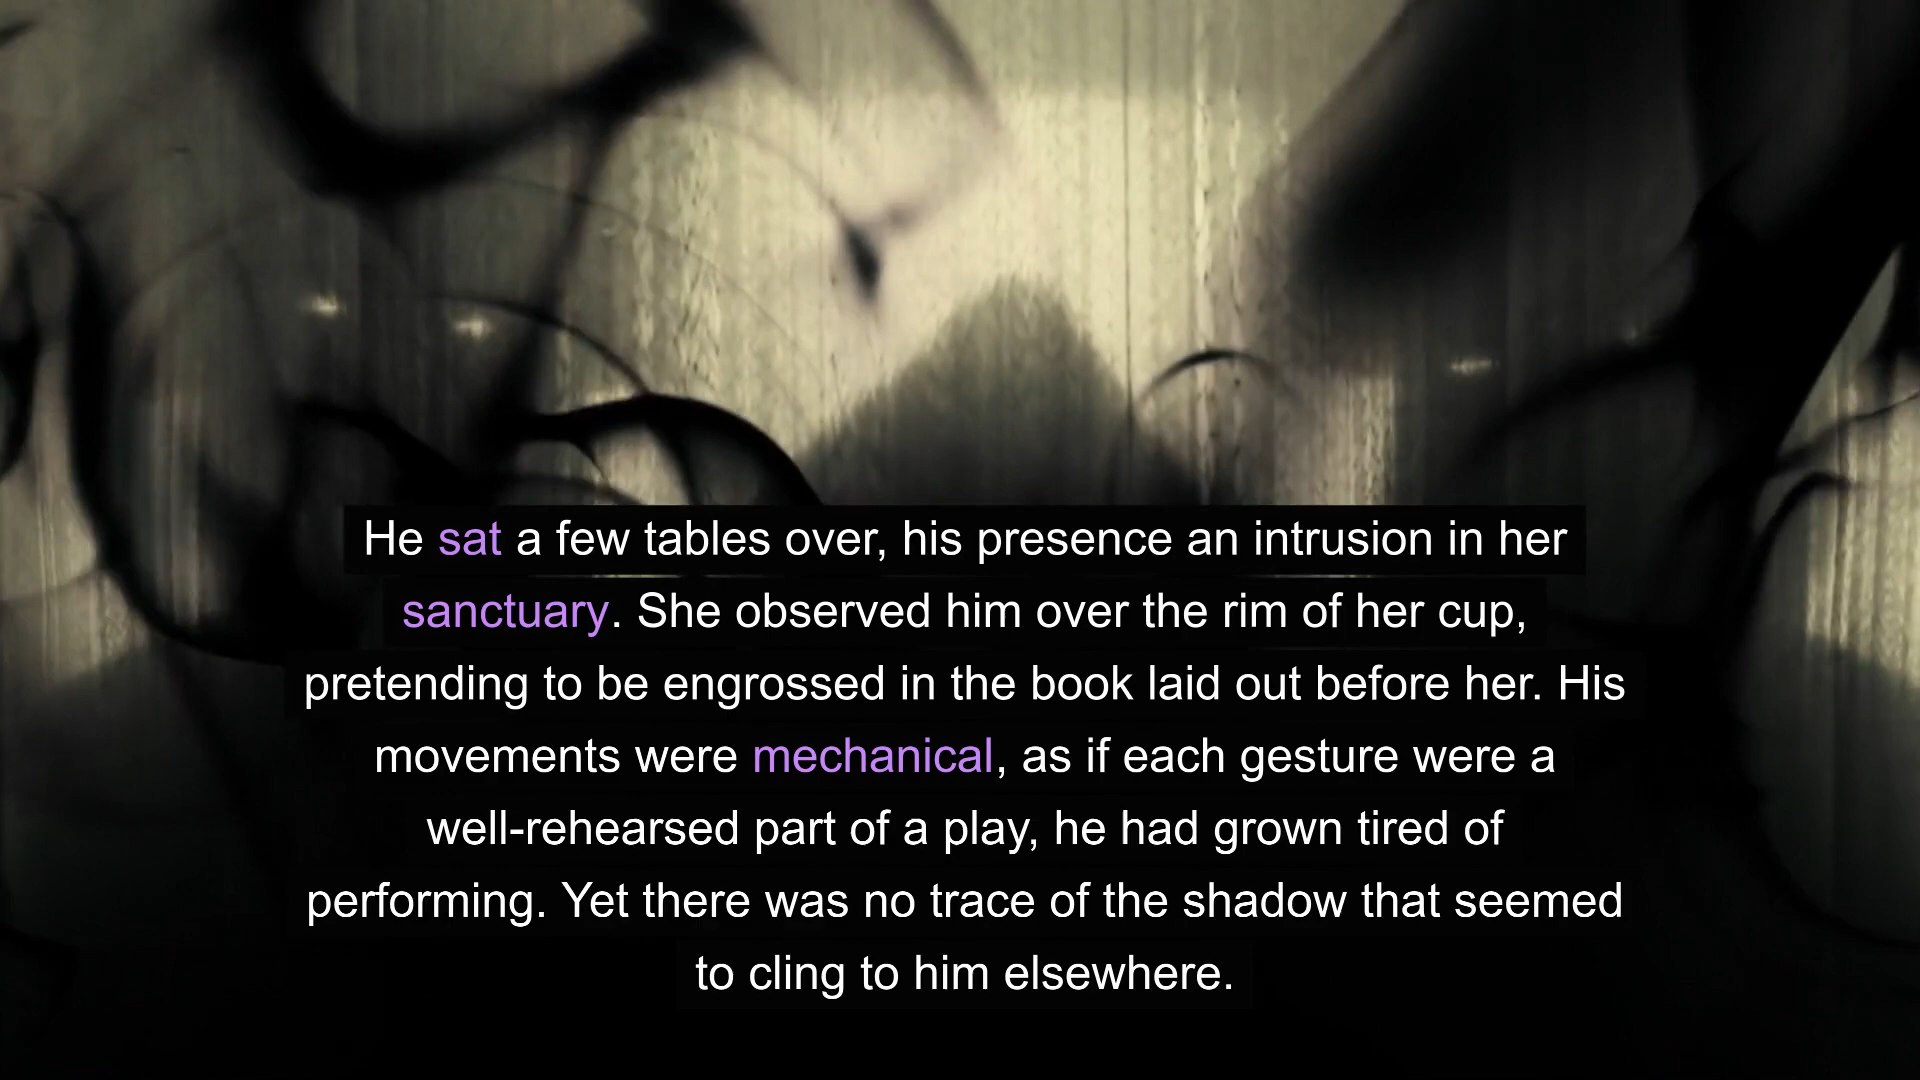 He sat a few tables over, his presence an intrusion in her
sanctuary. She observed him over the rim of her cup,
pretending to be engrossed in the book laid out before her. His
movements were mechanical, as if each gesture were a
well-rehearsed part of a play, he had grown tired of
performing. Yet there was no trace of the shadow that seemed
to cling to him elsewhere.